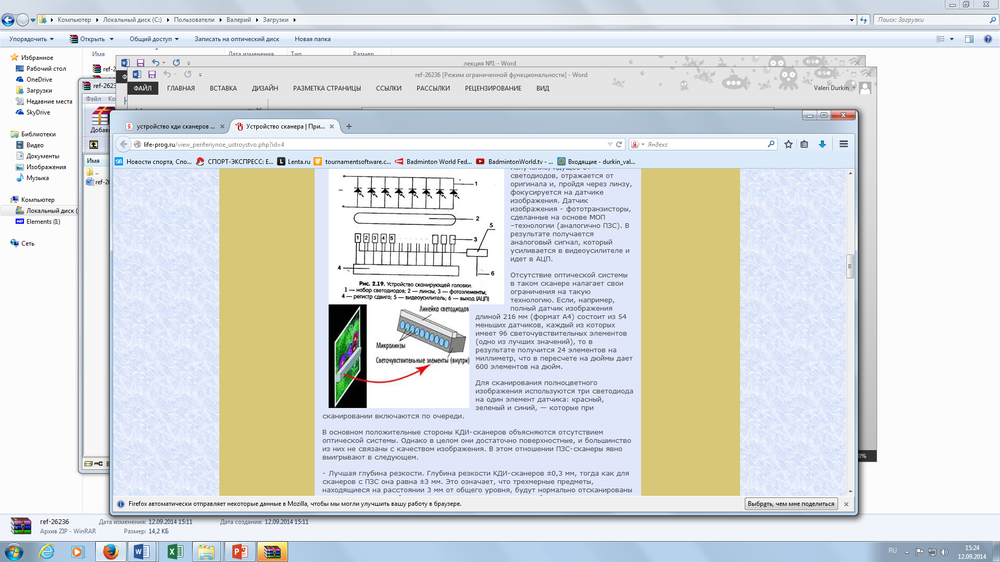 Компьютер
Локальный диск (C:)
Пользователи
Валерий
Загрузки
Поиск: Загрузки
Упорядочить
Открыть
Общий доступ
Записать на оптический диск
Новая папка
Избранное
Рабочий стол
OneDrive
Загрузки
Недавние места
SkyDrive
Библиотеки
Видео
Документы
Изображения
Музыка
Компьютер
Локальный диск (
Elements (I:)
Сеть
Имя
Дата изменения
Тип
Размер
лекция №1 - Word
ref-26236 [Режим ограниченной функциональности] - Word
ФАЙЛ
ГЛАВНАЯ
ВСТАВКА
ДИЗАЙН
РАЗМЕТКА СТРАНИЦЫ
ССЫЛКИ
РАССЫЛКИ
РЕЦЕНЗИРОВАНИЕ
ВИД
Valeri Durkin
Файл
Имя
..
устройство кди сканеров ...
Устройство сканера | При...
life-prog.ru/view_periferiynoe_ustroystvo.php?id=4
Яндекс
Новости спорта, Спо...
СПОРТ-ЭКСПРЕСС: Е...
Lenta.ru
tournamentsoftware.c...
Badminton World Fed...
BadmintonWorld.tv - ...
Входящие - durkin_val...
~
1
2
1 2 3 4 5
3
5
4
6
Рис. 2.19. Устройство сканирующей головки:
1 — набор светодиодов; 2 — линзы; 3 — фотоэлементы;
4 — регистр сдвига; 5 — видеоусилитель; 6 — выход (АЦП)
Линейка светодиодов
Микролинзы
Светочувствительные элементы (внутри)
излучение, идущее от
светодиодов, отражается от
оригинала и, пройдя через линзу,
фокусируется на датчике
изображения. Датчик
изображения - фототранзисторы,
сделанные на основе МОП
–технологии (аналогично ПЗС). В
результате получается
аналоговый сигнал, который
усиливается в видеоусилителе и
идет в АЦП.
Отсутствие оптической системы
в таком сканере налагает свои
ограничения на такую
технологию. Если, например,
полный датчик изображения
длиной 216 мм (формат А4) состоит из 54
меньших датчиков, каждый из которых
имеет 96 светочувствительных элементов
(одно из лучших значений), то в
результате получится 24 элементов на
миллиметр, что в пересчете на дюймы дает
600 элементов на дюйм.
Для сканирования полноцветного
изображения используются три светодиода
на один элемент датчика: красный,
зеленый и синий, — которые при
сканировании включаются по очереди.
В основном положительные стороны КДИ-сканеров объясняются отсутствием
оптической системы. Однако в целом они достаточно поверхностные, и большинство
из них не связаны с качеством изображения. В этом отношении ПЗС-сканеры явно
выигрывают в следующем.
- Лучшая глубина резкости. Глубина резкости КДИ-сканеров ±0,3 мм, тогда как для
сканеров с ПЗС она равна ±3 мм. Это означает, что трехмерные предметы,
находящиеся на расстоянии 3 мм от общего уровня, будут нормально отсканированы
Firefox автоматически отправляет некоторые данные в Mozilla, чтобы мы могли улучшить вашу работу в браузере.
Выбрать, чем мне поделиться
ref-26236
Дата изменения: 12.09.2014 15:11
Дата создания: 12.09.2014 15:11
Архив ZIP - WinRAR
Размер: 14,2 КБ
RU
15:24
12.09.2014